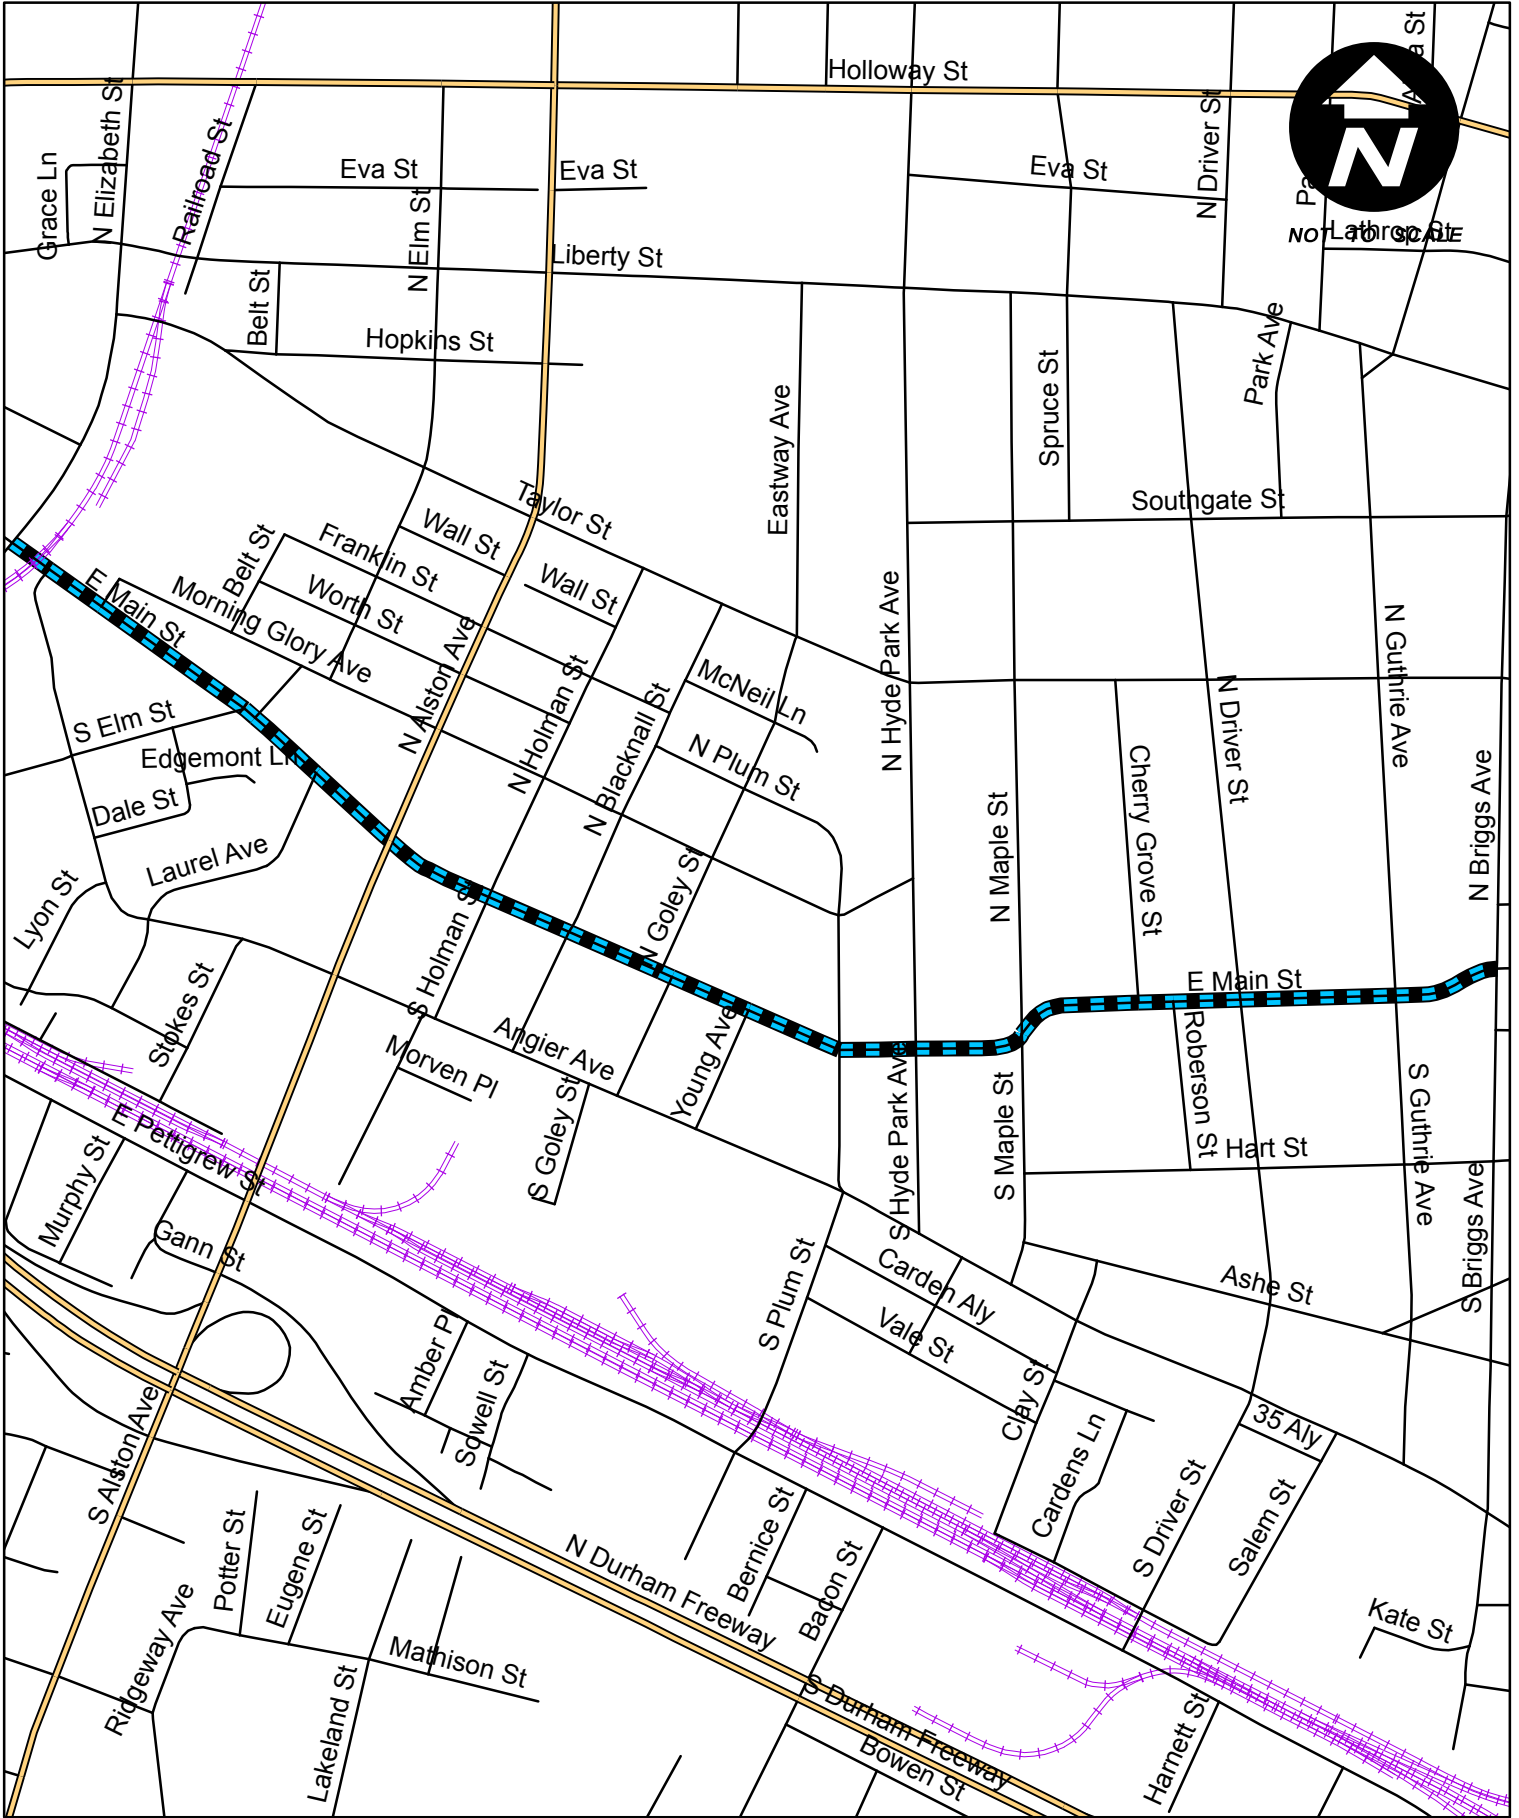 Holloway St
N Elizabeth St
Railroad St
Grace Ln
Eva St
Eva St
Eva St
N Driver St
N
NOT TO SCALE
Lathrop St
N Elm St
Liberty St
Belt St
Hopkins St
Park Ave
Spruce St
Eastway Ave
Southgate St
Taylor St
Wall St
Franklin St
Belt St
Wall St
Worth St
E Main St
Morning Glory Ave
N Alston Ave
N Hyde Park Ave
N Guthrie Ave
McNeil Ln
N Holman St
N Blacknall St
N Driver St
S Elm St
Edgemont Ln
N Plum St
Dale St
Cherry Grove St
N Maple St
N Briggs Ave
Laurel Ave
Lyon St
N Goley St
S Holman St
E Main St
Stokes St
Angier Ave
Morven Pl
Young Ave
S Goley St
S Hyde Park Ave
S Maple St
Roberson St
Hart St
S Guthrie Ave
S Briggs Ave
E Pettigrew St
Murphy St
Gann St
S Plum St
Carden Aly
Vale St
Ashe St
Amber Pl
Sowell St
Clay St
35 Aly
Cardens Ln
S Driver St
Salem St
S Alston Ave
Potter St
Eugene St
N Durham Freeway
Bernice St
Bacon St
Kate St
Ridgeway Ave
Mathison St
Lakeland St
S Durham Freeway
Bowen St
Harnett St